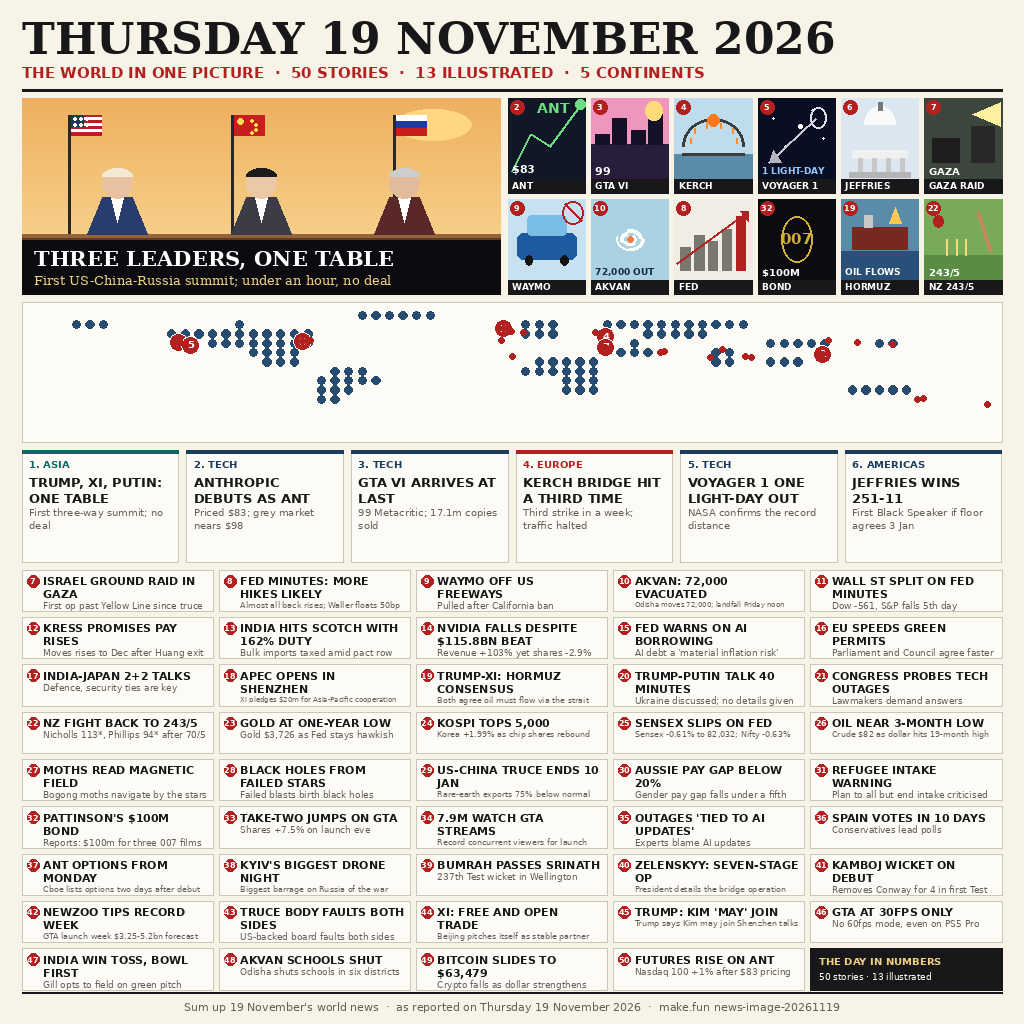 THURSDAY 19 NOVEMBER 2026
THE WORLD IN ONE PICTURE · 50 STORIES · 13 ILLUSTRATED · 5 CONTINENTS
THREE LEADERS, ONE TABLE
First US-China-Russia summit; under an hour, no deal
2
ANT
$83
ANT
3
99
GTA VI
4
KERCH
5
1 LIGHT-DAY
VOYAGER 1
6
JEFFRIES
7
GAZA
GAZA RAID
9
WAYMO
10
72,000 OUT
AKVAN
8
FED
32
007
$100M
BOND
19
OIL FLOWS
HORMUZ
22
243/5
NZ 243/5
5
4
1. ASIA
TRUMP, XI, PUTIN:
ONE TABLE
First three-way summit; no
deal
2. TECH
ANTHROPIC
DEBUTS AS ANT
Priced $83; grey market
nears $98
3. TECH
GTA VI ARRIVES AT
LAST
99 Metacritic; 17.1m copies
sold
4. EUROPE
KERCH BRIDGE HIT
A THIRD TIME
Third strike in a week;
traffic halted
5. TECH
VOYAGER 1 ONE
LIGHT-DAY OUT
NASA confirms the record
distance
6. AMERICAS
JEFFRIES WINS
251-11
First Black Speaker if floor
agrees 3 Jan
7 ISRAEL GROUND RAID IN
GAZA
First op past Yellow Line since truce
8 FED MINUTES: MORE
HIKES LIKELY
Almost all back rises; Waller floats 50bp
9 WAYMO OFF US
FREEWAYS
Pulled after California ban
10 AKVAN: 72,000
EVACUATED
Odisha moves 72,000; landfall Friday noon
11 WALL ST SPLIT ON FED
MINUTES
Dow -561, S&P falls 5th day
12 KRESS PROMISES PAY
RISES
Moves rises to Dec after Huang exit
13 INDIA HITS SCOTCH WITH
162% DUTY
Bulk imports taxed amid pact row
14 NVIDIA FALLS DESPITE
$115.8BN BEAT
Revenue +103% yet shares -2.9%
15 FED WARNS ON AI
BORROWING
AI debt a 'material inflation risk'
16 EU SPEEDS GREEN
PERMITS
Parliament and Council agree faster
17 INDIA-JAPAN 2+2 TALKS
Defence, security ties are key
18 APEC OPENS IN
SHENZHEN
Xi pledges $20m for Asia-Pacific cooperation
19 TRUMP-XI: HORMUZ
CONSENSUS
Both agree oil must flow via the strait
20 TRUMP-PUTIN TALK 40
MINUTES
Ukraine discussed; no details given
21 CONGRESS PROBES TECH
OUTAGES
Lawmakers demand answers
22 NZ FIGHT BACK TO 243/5
Nicholls 113*, Phillips 94* after 70/5
23 GOLD AT ONE-YEAR LOW
Gold $3,726 as Fed stays hawkish
24 KOSPI TOPS 5,000
Korea +1.99% as chip shares rebound
25 SENSEX SLIPS ON FED
Sensex -0.61% to 82,032; Nifty -0.63%
26 OIL NEAR 3-MONTH LOW
Crude $82 as dollar hits 19-month high
27 MOTHS READ MAGNETIC
FIELD
Bogong moths navigate by the stars
28 BLACK HOLES FROM
FAILED STARS
Failed blasts birth black holes
29 US-CHINA TRUCE ENDS 10
JAN
Rare-earth exports 75% below normal
30 AUSSIE PAY GAP BELOW
20%
Gender pay gap falls under a fifth
31 REFUGEE INTAKE
WARNING
Plan to all but end intake criticised
32 PATTINSON'S $100M
BOND
Reports: $100m for three 007 films
33 TAKE-TWO JUMPS ON GTA
Shares +7.5% on launch eve
34 7.9M WATCH GTA
STREAMS
Record concurrent viewers for launch
35 OUTAGES 'TIED TO AI
UPDATES'
Experts blame AI updates
36 SPAIN VOTES IN 10 DAYS
Conservatives lead polls
37 ANT OPTIONS FROM
MONDAY
Cboe lists options two days after debut
38 KYIV'S BIGGEST DRONE
NIGHT
Biggest barrage on Russia of the war
39 BUMRAH PASSES SRINATH
237th Test wicket in Wellington
40 ZELENSKYY: SEVEN-STAGE
OP
President details the bridge operation
41 KAMBOJ WICKET ON
DEBUT
Removes Conway for 4 in first Test
42 NEWZOO TIPS RECORD
WEEK
GTA launch week $3.25-5.2bn forecast
43 TRUCE BODY FAULTS BOTH
SIDES
US-backed board faults both sides
44 XI: FREE AND OPEN
TRADE
Beijing pitches itself as stable partner
45 TRUMP: KIM 'MAY' JOIN
Trump says Kim may join Shenzhen talks
46 GTA AT 30FPS ONLY
No 60fps mode, even on PS5 Pro
47 INDIA WIN TOSS, BOWL
FIRST
Gill opts to field on green pitch
48 AKVAN SCHOOLS SHUT
Odisha shuts schools in six districts
49 BITCOIN SLIDES TO
$63,479
Crypto falls as dollar strengthens
50 FUTURES RISE ON ANT
Nasdaq 100 +1% after $83 pricing
THE DAY IN NUMBERS
50 stories · 13 illustrated
Sum up 19 November's world news · as reported on Thursday 19 November 2026 · make.fun news-image-20261119